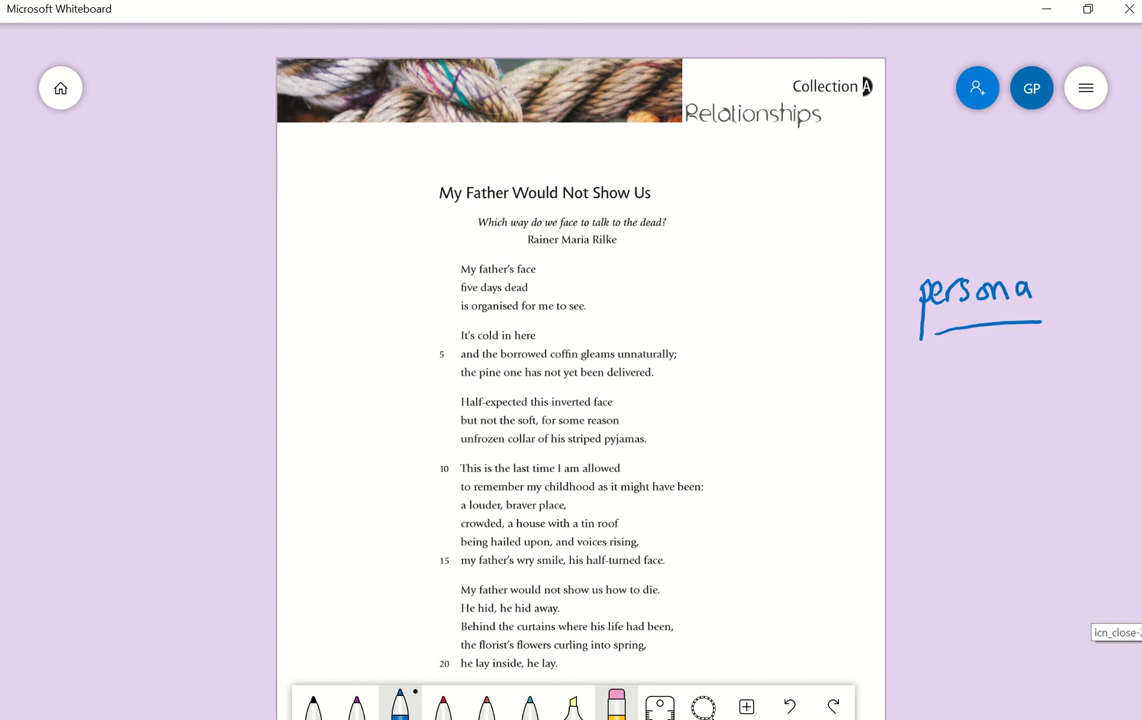 Microsoft Whiteboard
Collection A
Relationships
GP
My Father Would Not Show Us
Which way do we face to talk to the dead?
Rainer Maria Rilke
My father's face
five days dead
is organised for me to see.
persona
It's cold in here
5 and the borrowed coffin gleams unnaturally;
the pine one has not yet been delivered.
Half-expected this inverted face
but not the soft, for some reason
unfrozen collar of his striped pyjamas.
10 This is the last time I am allowed
to remember my childhood as it might have been:
a louder, braver place,
crowded, a house with a tin roof
being hailed upon, and voices rising,
15 my father's wry smile, his half-turned face.
My father would not show us how to die.
He hid, he hid away.
Behind the curtains where his life had been,
the florist's flowers curling into spring,
20 he lay inside, he lay.
icn_close-2